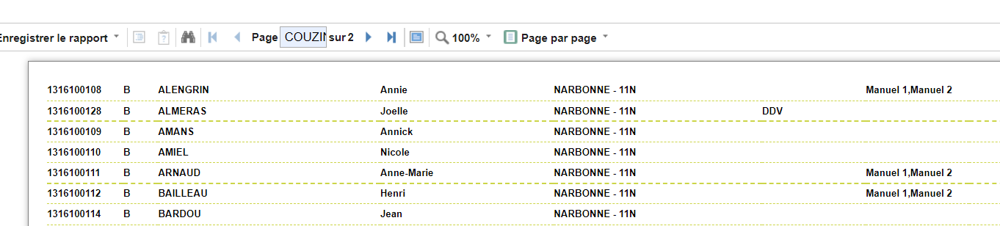 Enregistrer le rapport Page COUZIN sur 2 100% Page par page
1316100108 B ALENGRIN Annie NARBONNE - 11N Manuel 1,Manuel 2
1316100128 B ALMERAS Joelle NARBONNE - 11N DDV
1316100109 B AMANS Annick NARBONNE - 11N
1316100110 B AMIEL Nicole NARBONNE - 11N
1316100111 B ARNAUD Anne-Marie NARBONNE - 11N Manuel 1,Manuel 2
1316100112 B BAILLEAU Henri NARBONNE - 11N Manuel 1,Manuel 2
1316100114 B BARDOU Jean NARBONNE - 11N